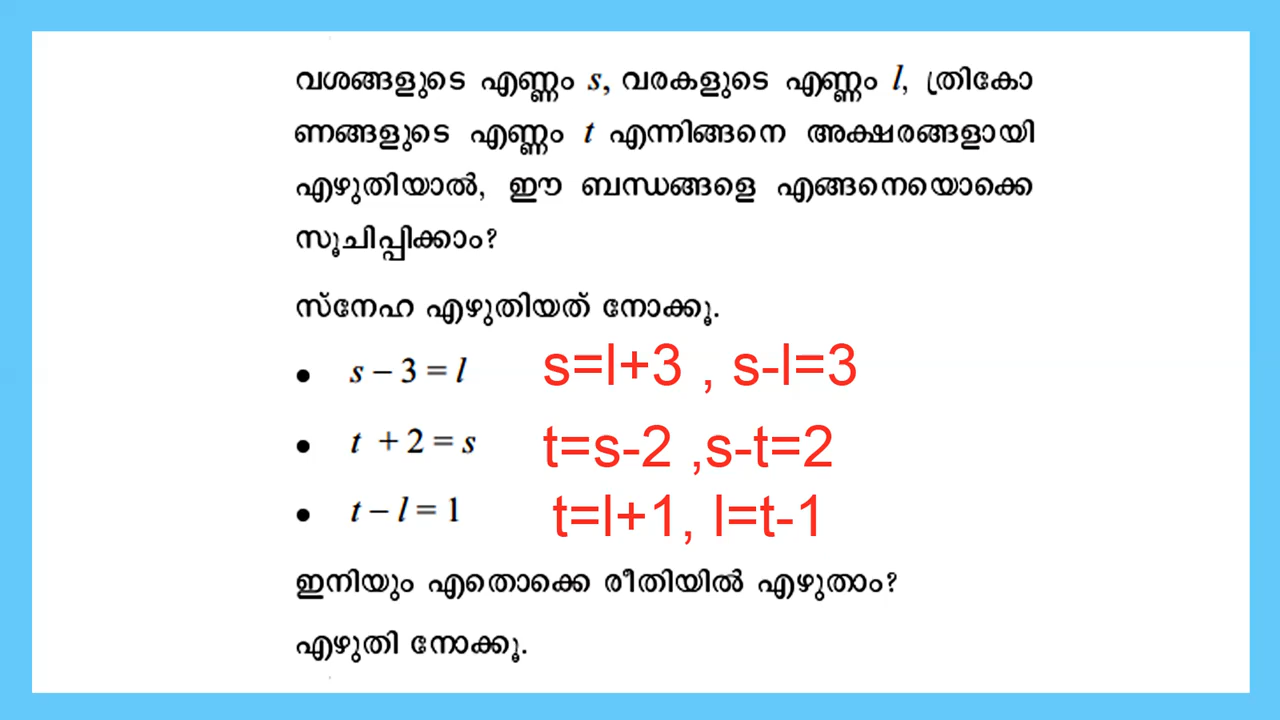 വശങ്ങളുടെ എണ്ണം s, വരകളുടെ എണ്ണം l, ത്രികോ
ണങ്ങളുടെ എണ്ണം t എന്നിങ്ങനെ അക്ഷരങ്ങളായി
എഴുതിയാൽ, ഈ ബന്ധങ്ങളെ എങ്ങനെയൊക്കെ
സൂചിപ്പിക്കാം?
സ്നേഹ എഴുതിയത് നോക്കൂ.
• s – 3 = l s=l+3 , s-l=3
• t + 2 = s t=s-2 ,s-t=2
• t – l = 1 t=l+1, l=t-1
ഇനിയും എതൊക്കെ രീതിയിൽ എഴുതാം?
എഴുതി നോക്കൂ.